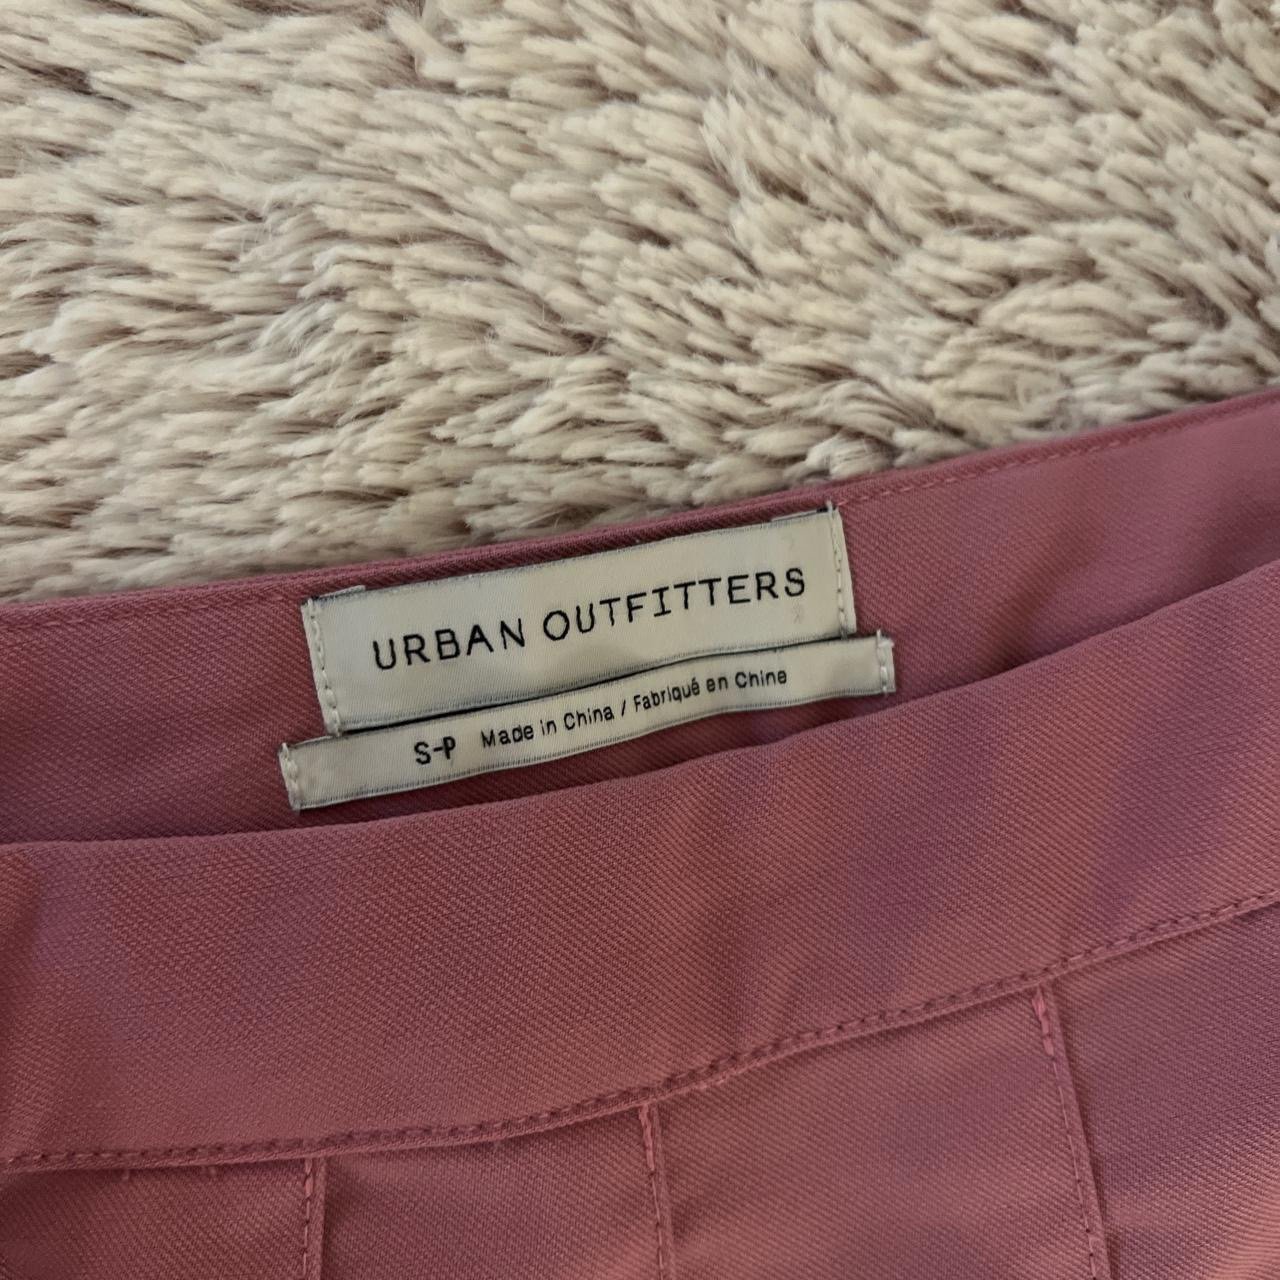 URBAN OUTFITTERS
S-P Made in China / Fabriqué en Chine